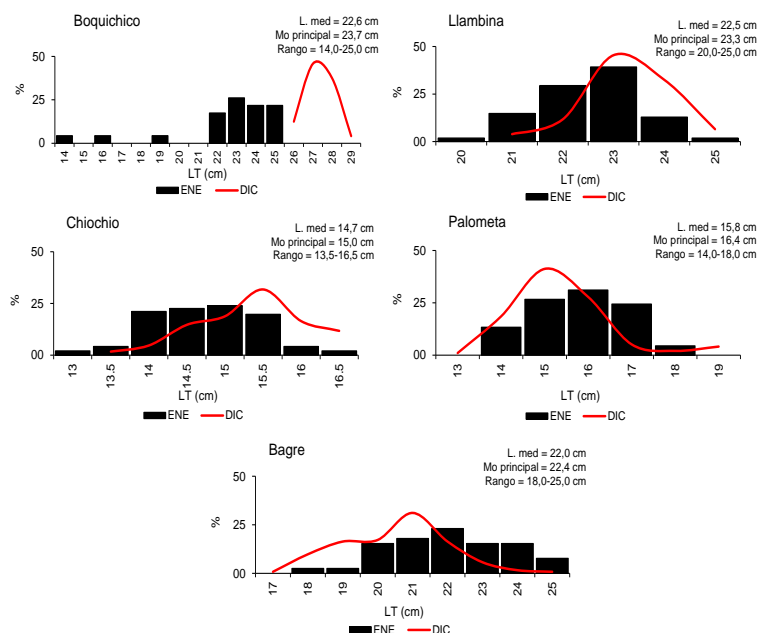 Boquichico
L. med = 22,6 cm
Mo principal = 23,7 cm
Rango = 14,0-25,0 cm
50
25
0
%
14 15 16 17 18 19 20 21 22 23 24 25 26 27 28 29
LT (cm)
ENE DIC
Llambina
L. med = 22,5 cm
Mo principal = 23,3 cm
Rango = 20,0-25,0 cm
50
25
00
%
20 21 22 23 24 25
LT (cm)
ENE DIC
Chiochio
L. med = 14,7 cm
Mo principal = 15,0 cm
Rango = 13,5-16,5 cm
50
25
00
%
13 13.5 14 14.5 15 15.5 16 16.5
LT (cm)
ENE DIC
Palometa
L. med = 15,8 cm
Mo principal = 16,4 cm
Rango = 14,0-18,0 cm
50
25
00
%
13 14 15 16 17 18 19
LT (cm)
ENE DIC
Bagre
L. med = 22,0 cm
Mo principal = 22,4 cm
Rango = 18,0-25,0 cm
50
25
00
%
17 18 19 20 21 22 23 24 25
LT (cm)
ENE DIC